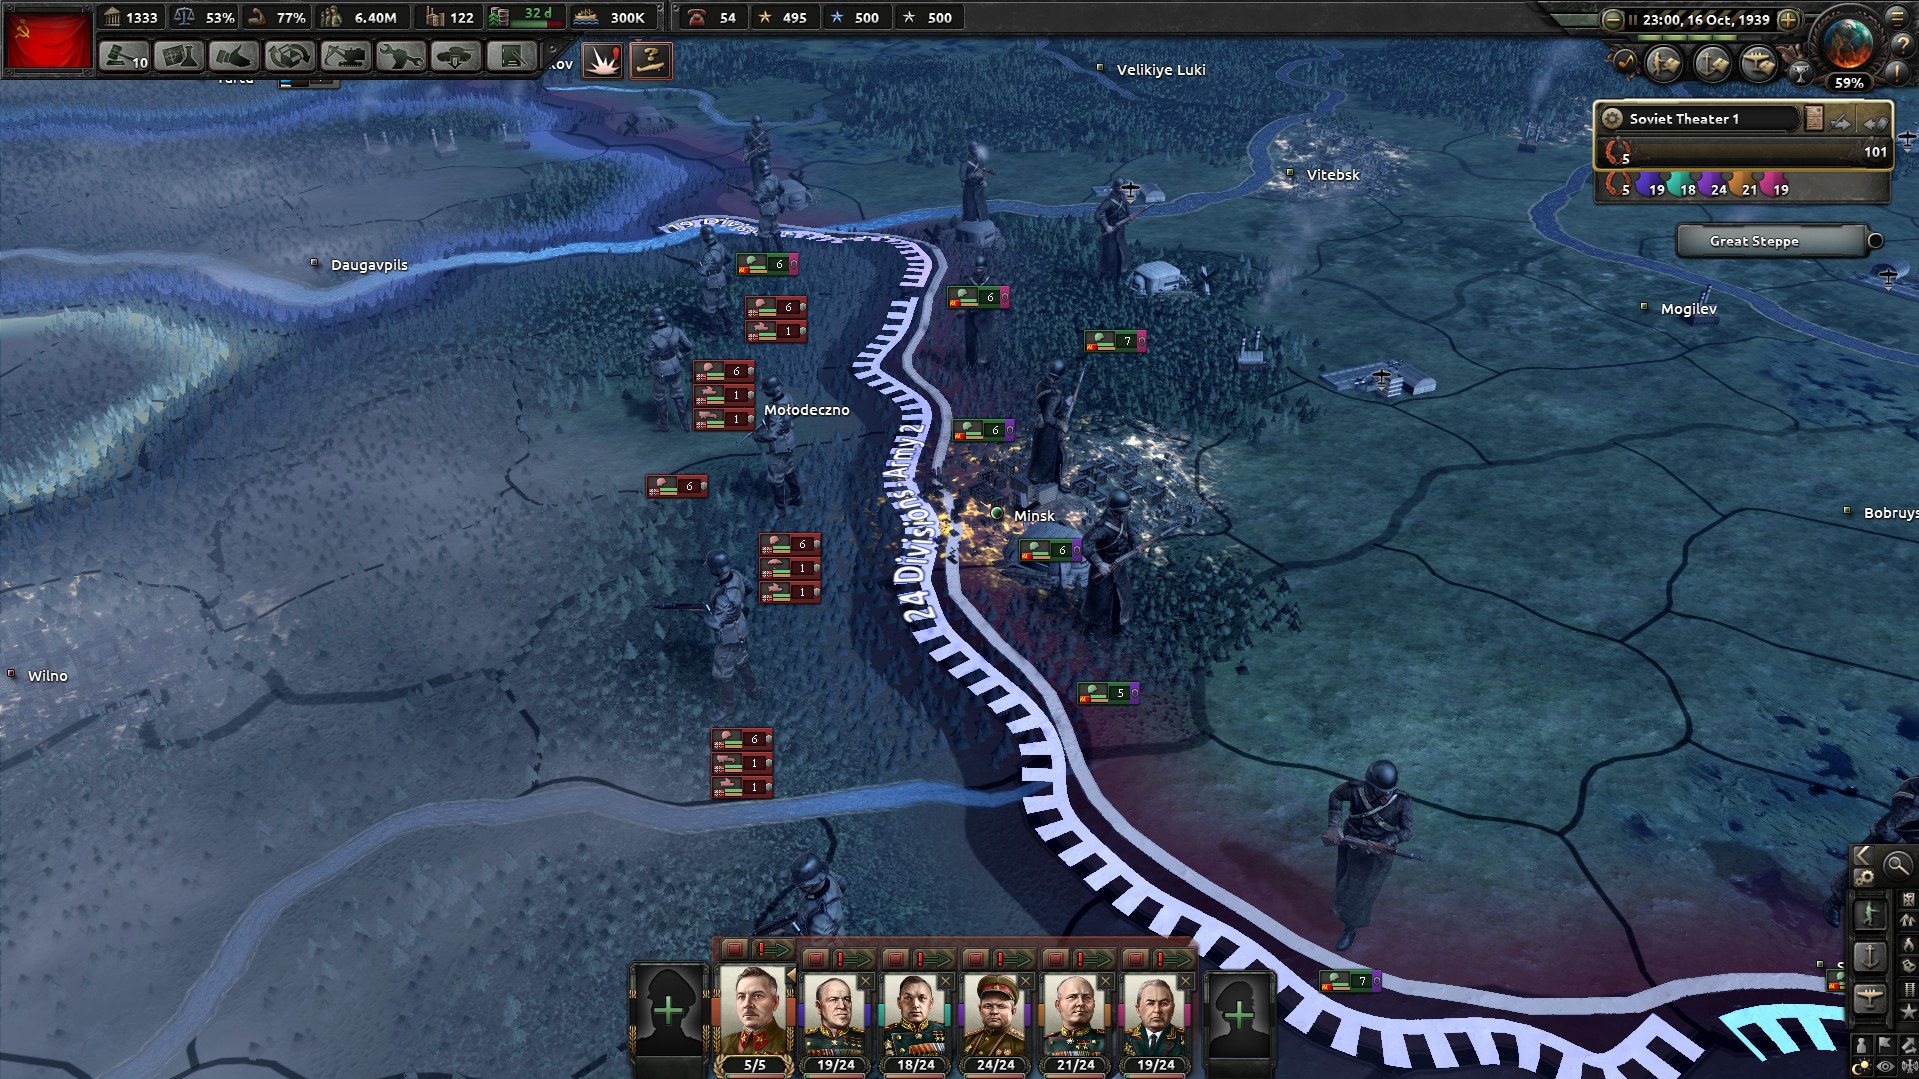 1333
53%
77%
6.40M
122
32 d
300K
54
495
500
500
23:00, 16 Oct, 1939
10
kov
59%
Velikiye Luki
Soviet Theater 1
5
101
5
19
18
24
21
19
Vitebsk
Great Steppe
Daugavpils
6
6
1
6
7
Mogilev
6
1
1
Mołodeczno
6
6
24 Divisions: Army 2
Minsk
Bobruys
6
1
1
6
Wilno
5
6
1
1
7
5/5
19/24
18/24
24/24
21/24
19/24